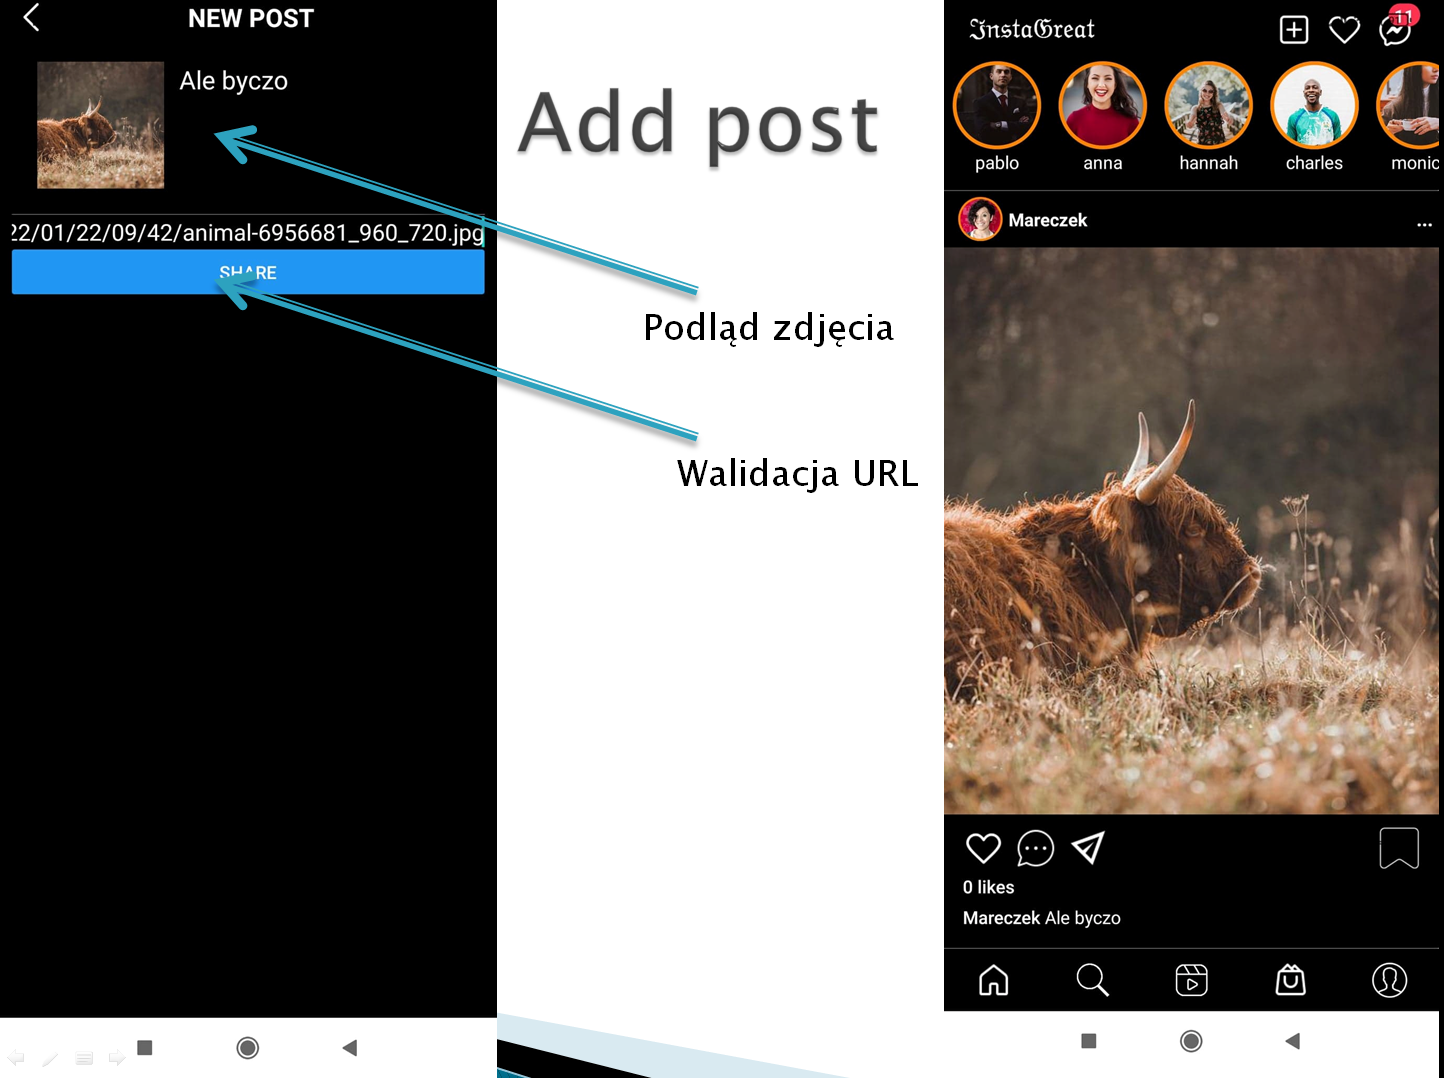 NEW POST
Ale byczo
22/01/22/09/42/animal-6956681_960_720.jpg
SHARE
Add post
Podląd zdjęcia
Walidacja URL
InstaGreat
11
pablo
anna
hannah
charles
monic
Mareczek
...
0 likes
Mareczek Ale byczo